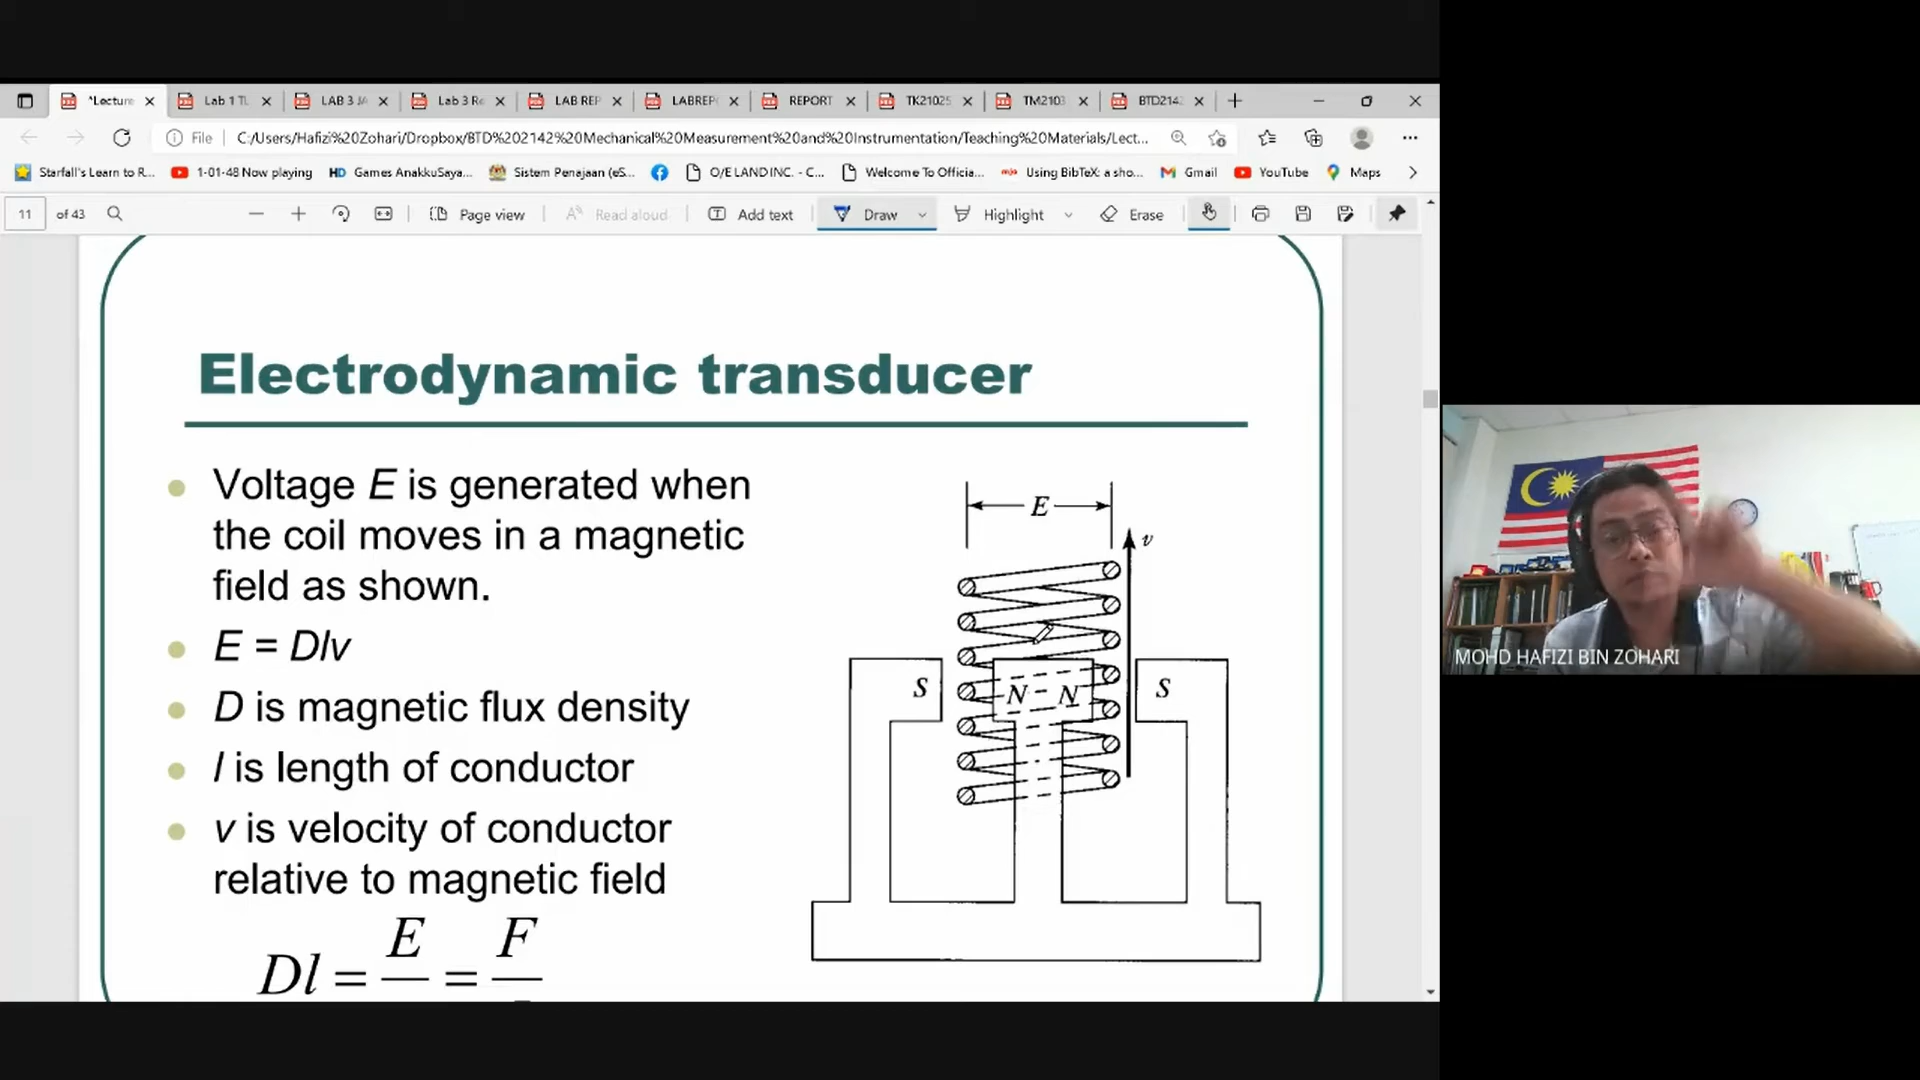 *Lecture
Lab 1 TL
LAB 3 JA
Lab 3 Re
LAB REP
LABREP
REPORT
TK2102
TM2103
BTD214
File
C:/Users/Hafizi%20Zohari/Dropbox/BTD%202142%20Mechanical%20Measurement%20and%20Instrumentation/Teaching%20Materials/Lect...
Starfall's Learn to R...
1-01-48 Now playing
HD Games AnakkuSaya...
Sistem Penajaan (eS...
O/E LAND INC. - C...
Welcome To Officia...
Using BibTeX: a sho...
Gmail
YouTube
Maps
11 of 43
Page view
Read aloud
Add text
Draw
Highlight
Erase
Electrodynamic transducer
Voltage E is generated when
the coil moves in a magnetic
field as shown.
E = Dlv
D is magnetic flux density
l is length of conductor
v is velocity of conductor
relative to magnetic field
Dl = E = F
E
v
S
N
N
S
MOHD HAFIZI BIN ZOHARI